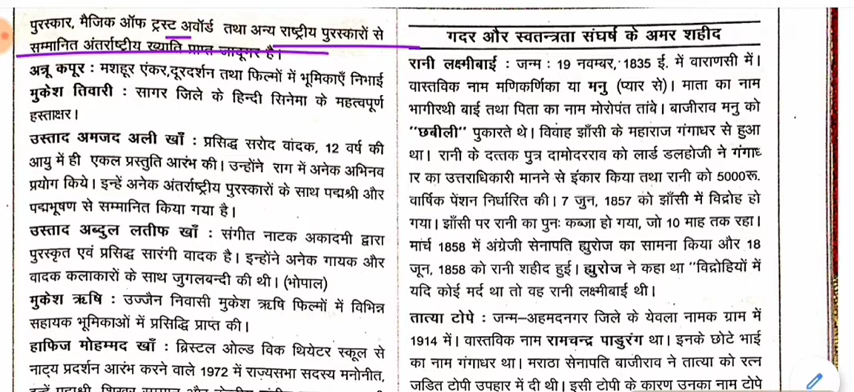 पुरस्कार, मैजिक ऑफ ट्रस्ट अवॉर्ड तथा अन्य राष्ट्रीय पुरस्कारों से
सम्मानित अंतर्राष्ट्रीय ख्याति प्राप्त जादूगर है।
अन्नू कपूर : मशहूर एंकर,दूरदर्शन तथा फिल्मों में भूमिकाएँ निभाई
मुकेश तिवारी : सागर जिले के हिन्दी सिनेमा के महत्वपूर्ण
हस्ताक्षर।
उस्ताद अमजद अली खाँ : प्रसिद्ध सरोद वादक, 12 वर्ष की
आयु में ही एकल प्रस्तुति आरंभ की। उन्होंने राग में अनेक अभिनव
प्रयोग किये। इन्हें अनेक अंतर्राष्ट्रीय पुरस्कारों के साथ पद्मश्री और
पद्मभूषण से सम्मानित किया गया है।
उस्ताद अब्दुल लतीफ खाँ : संगीत नाटक अकादमी द्वारा
पुरस्कृत एवं प्रसिद्ध सारंगी वादक है। इन्होंने अनेक गायक और
वादक कलाकारों के साथ जुगलबन्दी की थी। (भोपाल)
मुकेश ऋषि : उज्जैन निवासी मुकेश ऋषि फिल्मों में विभिन्न
सहायक भूमिकाओं में प्रसिद्धि प्राप्त की।
हाफिज मोहम्मद खाँ : ब्रिस्टल ओल्ड विक थियेटर स्कूल से
नाट्य प्रदर्शन आरंभ करने वाले 1972 में राज्यसभा सदस्य मनोनीत,
गदर और स्वतन्त्रता संघर्ष के अमर शहीद
रानी लक्ष्मीबाई : जन्म : 19 नवम्बर, 1835 ई. में वाराणसी में।
वास्तविक नाम मणिकर्णिका या मनु (प्यार से)। माता का नाम
भागीरथी बाई तथा पिता का नाम मोरोपंत तांबे। बाजीराव मनु को
"छबीली" पुकारते थे। विवाह झाँसी के महाराज गंगाधर से हुआ
था। रानी के दत्तक पुत्र दामोदरराव को लार्ड डलहोजी ने गंगाध
र का उत्तराधिकारी मानने से इंकार किया तथा रानी को 5000रू.
वार्षिक पेंशन निर्धारित की। 7 जुन, 1857 को झाँसी में विद्रोह हो
गया। झाँसी पर रानी का पुनः कब्जा हो गया, जो 10 माह तक रहा।
मार्च 1858 में अंग्रेजी सेनापति ह्युरोज का सामना किया और 18
जून, 1858 को रानी शहीद हुई। ह्युरोज ने कहा था "विद्रोहियों में
यदि कोई मर्द था तो वह रानी लक्ष्मीबाई थी।
तात्या टोपे : जन्म–अहमदनगर जिले के येवला नामक ग्राम में
1914 में। वास्तविक नाम रामचन्द्र पाडुरंग था। इनके छोटे भाई
का नाम गंगाधर था। मराठा सेनापति बाजीराव ने तात्या को रत्न
जडित टोपी उपहार में दी थी। इसी टोपी के कारण उनका नाम टोपे